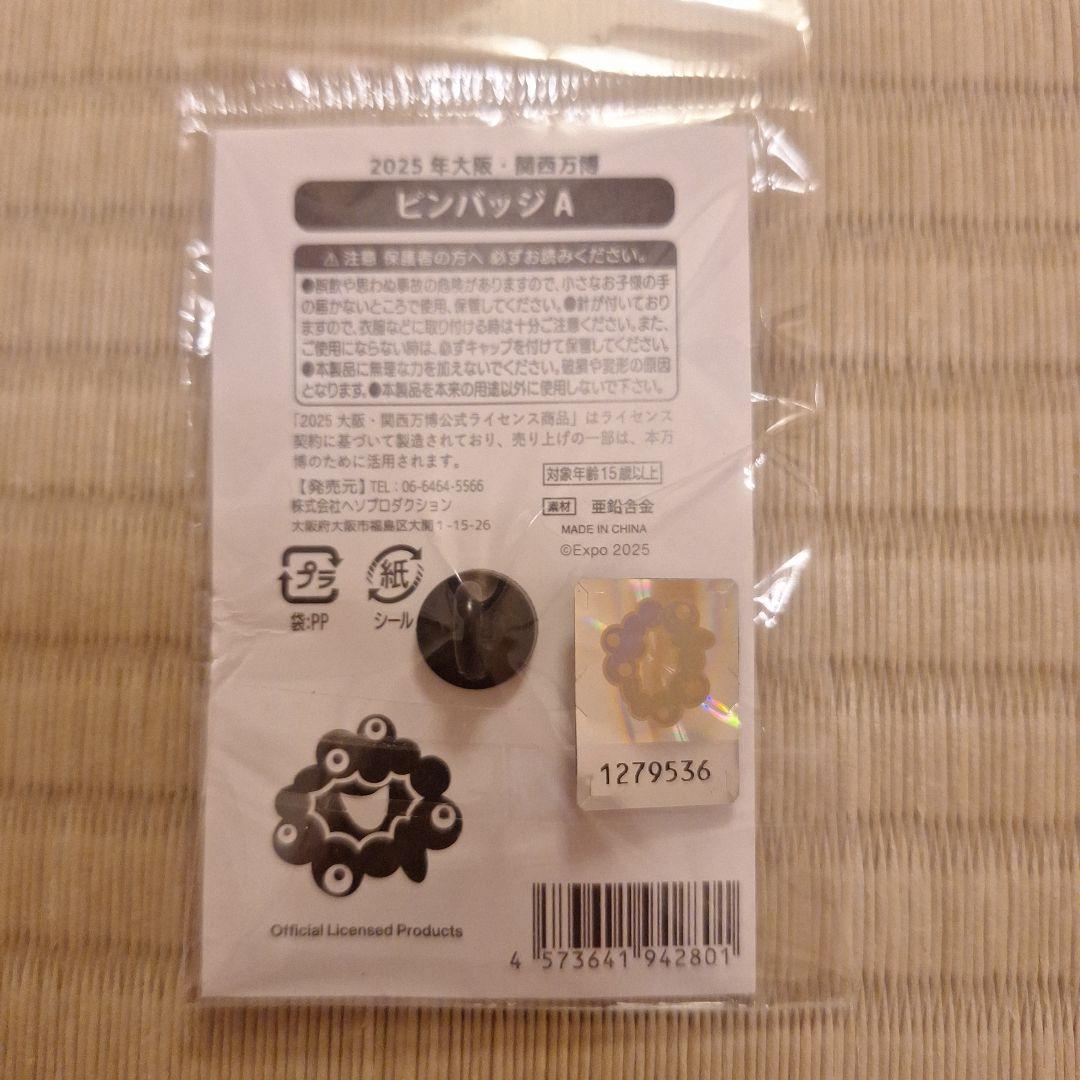 2025年大阪・関西万博
ピンバッジA
⚠注意 保護者の方へ 必ずお読みください。
●誤飲や思わぬ事故の危険がありますので、小さなお子様の手
の届かないところで使用、保管してください。●針が付いており
ますので、衣服などに取り付ける時は十分ご注意ください。また、
ご使用にならない時は、必ずキャップを付けて保管してください。
●本製品に無理な力を加えないでください。破損や変形の原因
となります。●本製品を本来の用途以外に使用しないで下さい。
「2025大阪・関西万博公式ライセンス商品」はライセンス
契約に基づいて製造されており、売り上げの一部は、本万
博のために活用されます。
対象年齢15歳以上
【発売元】TEL:06-6464-5566
株式会社ヘソプロダクション
大阪府大阪市福島区大開1-15-26
素材 亜鉛合金
MADE IN CHINA
©Expo 2025
プラ
袋:PP
紙
シール
1279536
Official Licensed Products
4 573641 942801